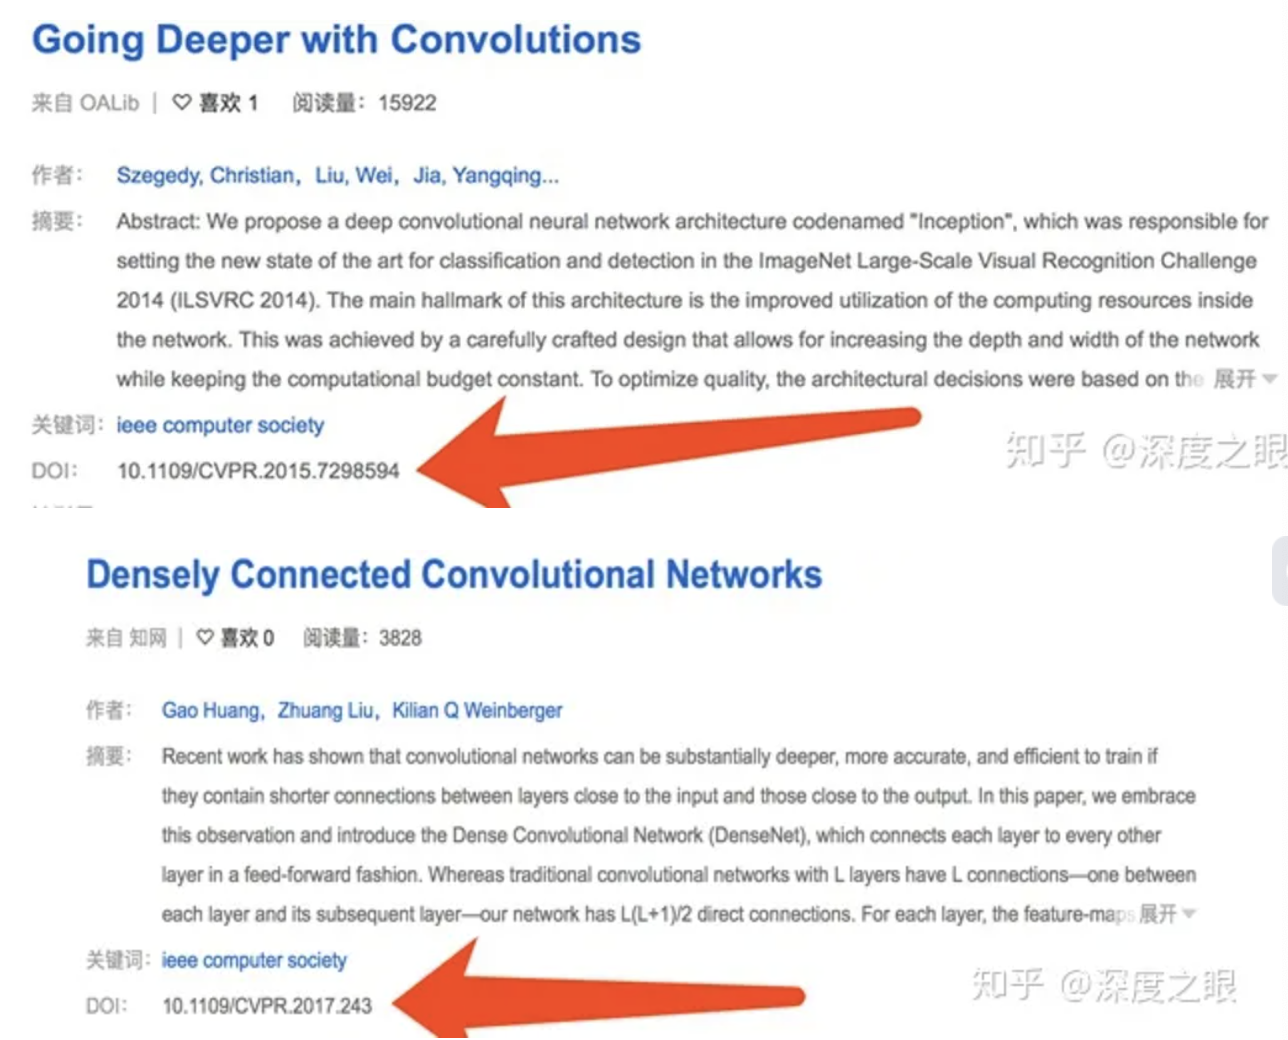 Going Deeper with Convolutions
来自 OALib | ♡ 喜欢 1 阅读量： 15922
作者： Szegedy, Christian， Liu, Wei， Jia, Yangqing...
摘要： Abstract: We propose a deep convolutional neural network architecture codenamed "Inception", which was responsible for
setting the new state of the art for classification and detection in the ImageNet Large-Scale Visual Recognition Challenge
2014 (ILSVRC 2014). The main hallmark of this architecture is the improved utilization of the computing resources inside
the network. This was achieved by a carefully crafted design that allows for increasing the depth and width of the network
while keeping the computational budget constant. To optimize quality, the architectural decisions were based on the 展开
关键词： ieee computer society
知乎 @深度之眼
DOI： 10.1109/CVPR.2015.7298594
Densely Connected Convolutional Networks
来自 知网 | ♡ 喜欢 0 阅读量： 3828
作者： Gao Huang， Zhuang Liu， Kilian Q Weinberger
摘要： Recent work has shown that convolutional networks can be substantially deeper, more accurate, and efficient to train if
they contain shorter connections between layers close to the input and those close to the output. In this paper, we embrace
this observation and introduce the Dense Convolutional Network (DenseNet), which connects each layer to every other
layer in a feed-forward fashion. Whereas traditional convolutional networks with L layers have L connections—one between
each layer and its subsequent layer—our network has L(L+1)/2 direct connections. For each layer, the feature-maps 展开
关键词： ieee computer society
知乎 @深度之眼
DOI： 10.1109/CVPR.2017.243